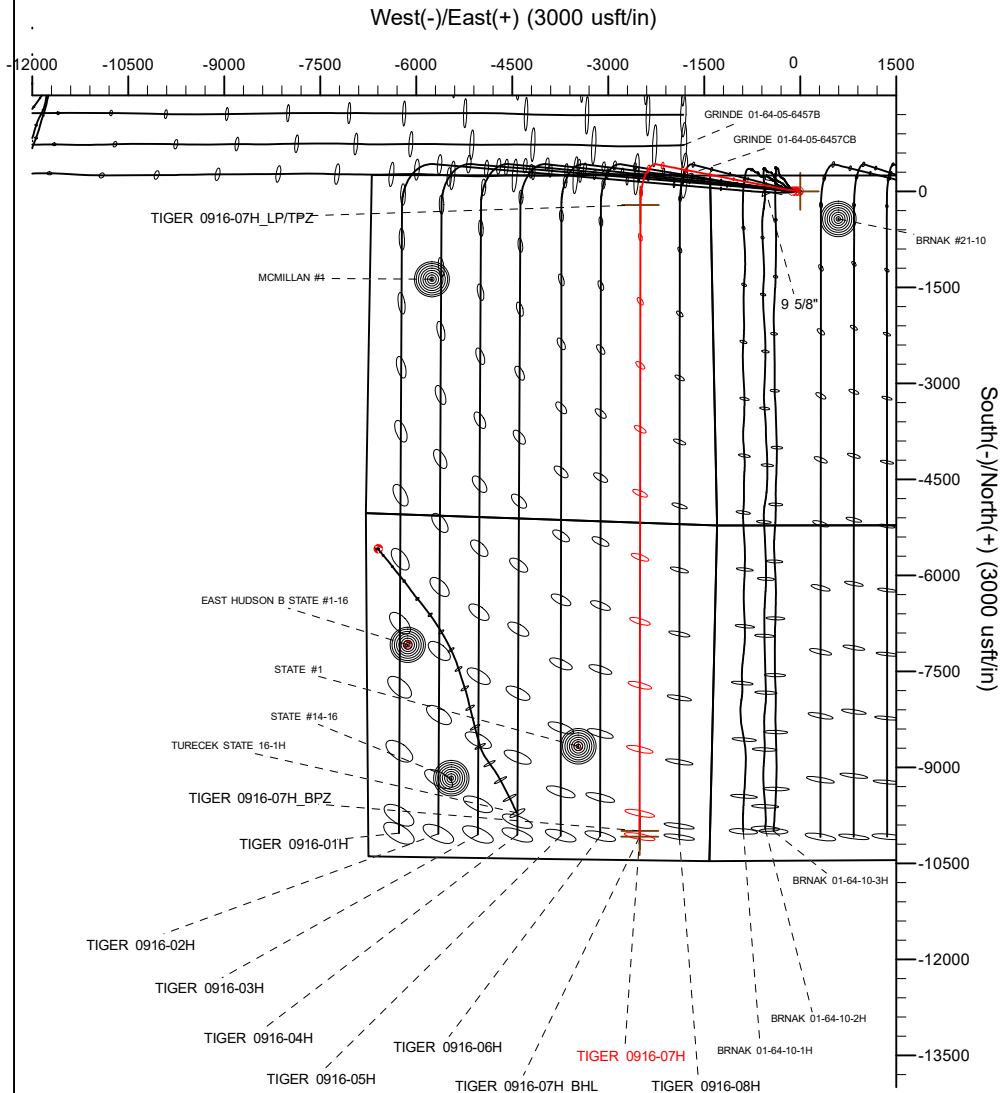 West(-)/East(+) (3000 usft/in)
-12000 -10500 -9000 -7500 -6000 -4500 -3000 -1500 0 1500
GRINDE 01-64-05-6457B
GRINDE 01-64-05-6457CB
0
TIGER 0916-07H_LP/TPZ
BRNAK #21-10
MCMILLAN #1
-1500
9 5/8"
-3000
South(-)/North(+) (3000 usft/in)
-4500
-6000
EAST HUDSON B STATE #1-16
STATE #1
-7500
STATE #14-16
TURECEK STATE 16-1H
-9000
TIGER 0916-07H_BPZ
TIGER 0916-01H
-10500
BRNAK 01-64-10-3H
TIGER 0916-02H
-12000
TIGER 0916-03H
BRNAK 01-64-10-2H
TIGER 0916-04H
TIGER 0916-06H
BRNAK 01-64-10-1H
TIGER 0916-07H
-13500
TIGER 0916-05H
TIGER 0916-07H BHL
TIGER 0916-08H